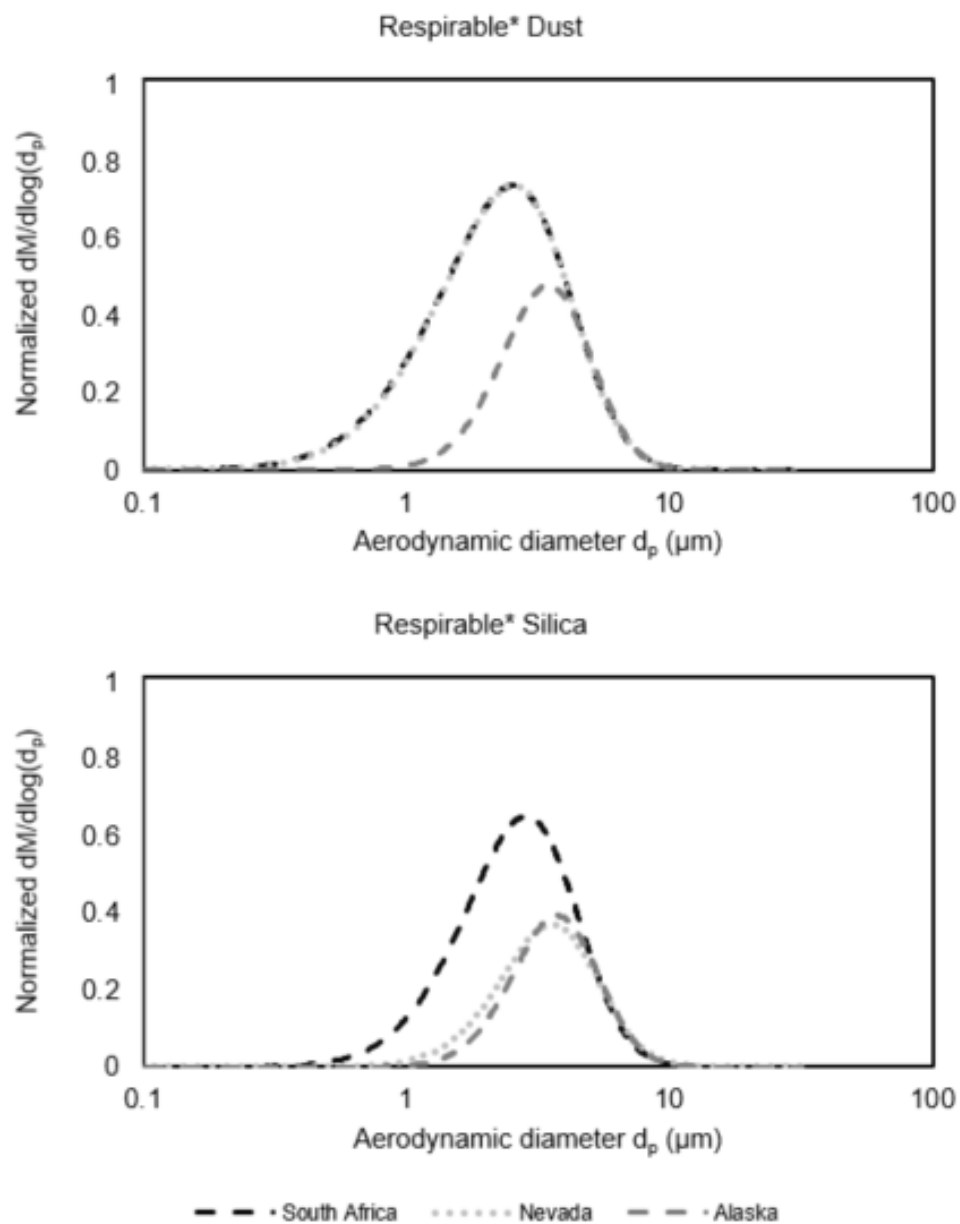 Respirable* Dust
Normalized dM/dlog(dₚ)
1
0.8
0.6
0.4
0.2
0
0.1 1 10 100
Aerodynamic diameter dₚ (µm)
Respirable* Silica
Normalized dM/dlog(dₚ)
1
0.8
0.6
0.4
0.2
0
0.1 1 10 100
Aerodynamic diameter dₚ (µm)
South Africa Nevada Alaska